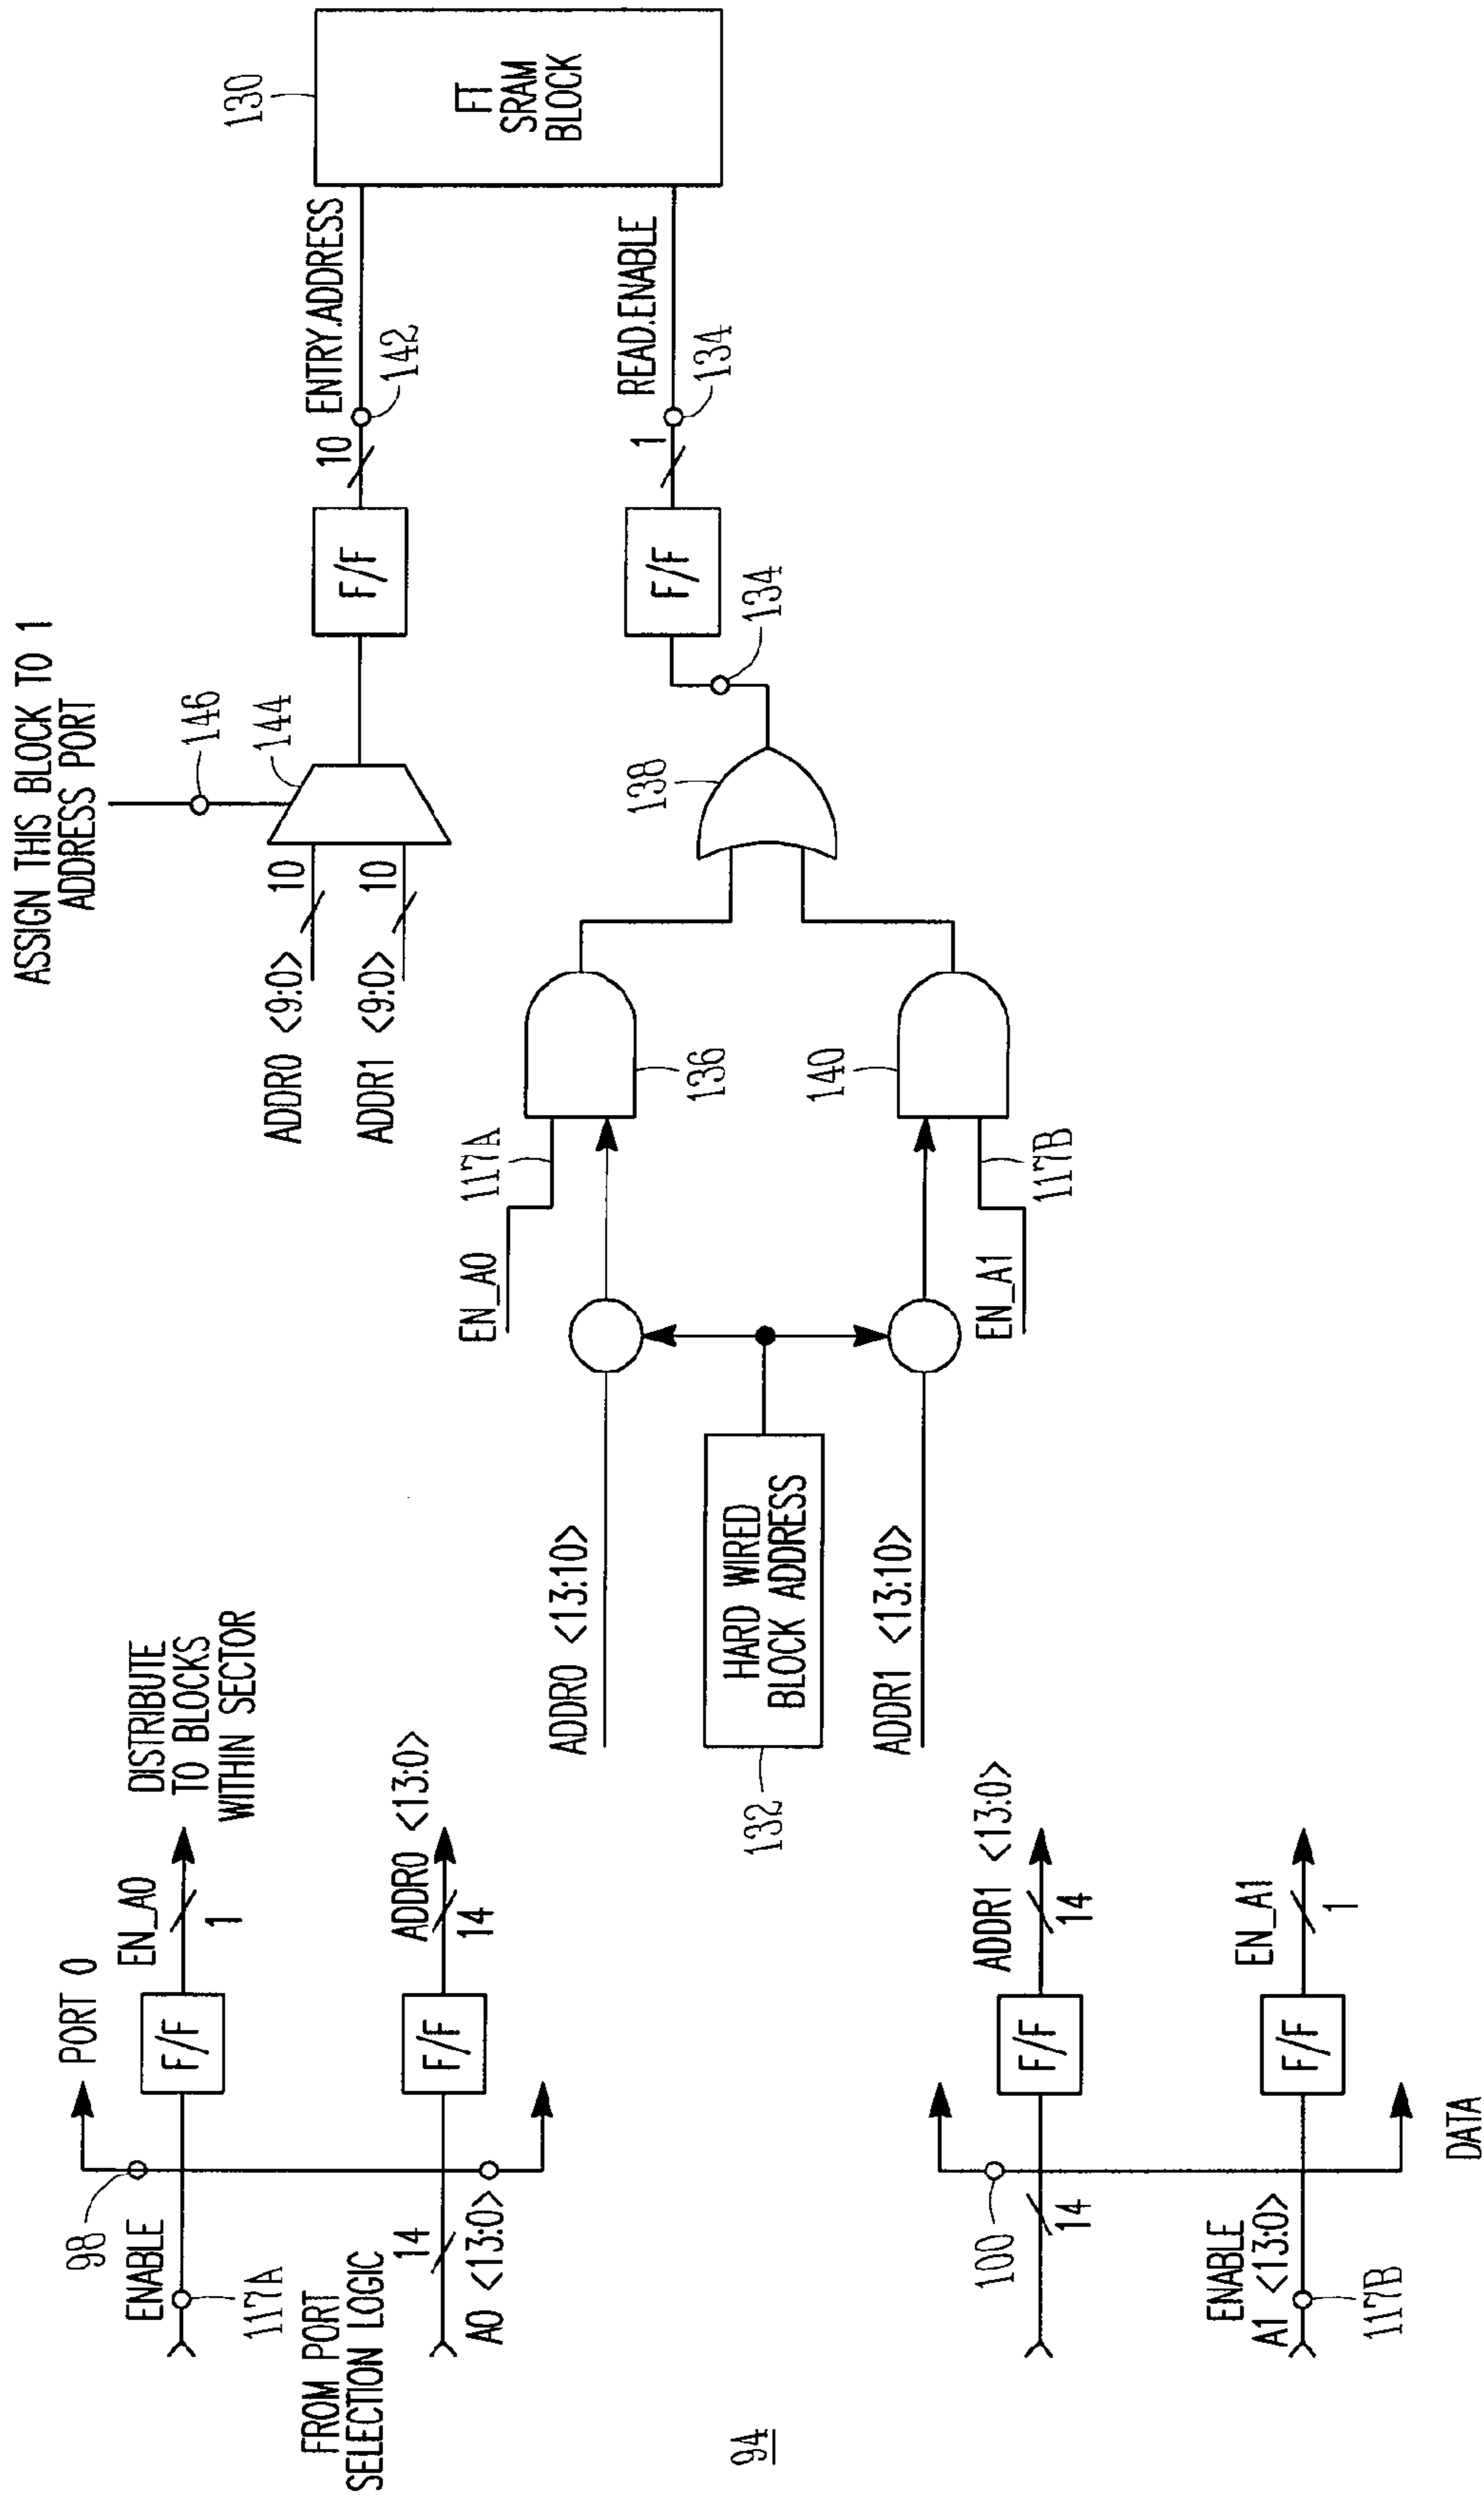 PORT 0
98
ENABLE
117A
F/F
EN_A0
1
DISTRIBUTE
TO BLOCKS
WITHIN SECTOR
FROM PORT
SELECTION LOGIC
14
A0 <13:0>
F/F
ADDR0 <13:0>
14
94
100
14
F/F
ADDR1 <13:0>
14
ENABLE
A1 <13:0>
117B
F/F
EN_A1
1
DATA
ASSIGN THIS BLOCK TO 1
ADDRESS PORT
146
144
ADDR0 <9:0>
10
ADDR1 <9:0>
10
F/F
10
ENTRY.ADDRESS
142
130
FT
SRAM
BLOCK
EN_A0
117A
136
ADDR0 <13:10>
132
HARD WIRED
BLOCK ADDRESS
ADDR1 <13:10>
EN_A1
117B
140
138
134
F/F
1
READ.ENABLE
134